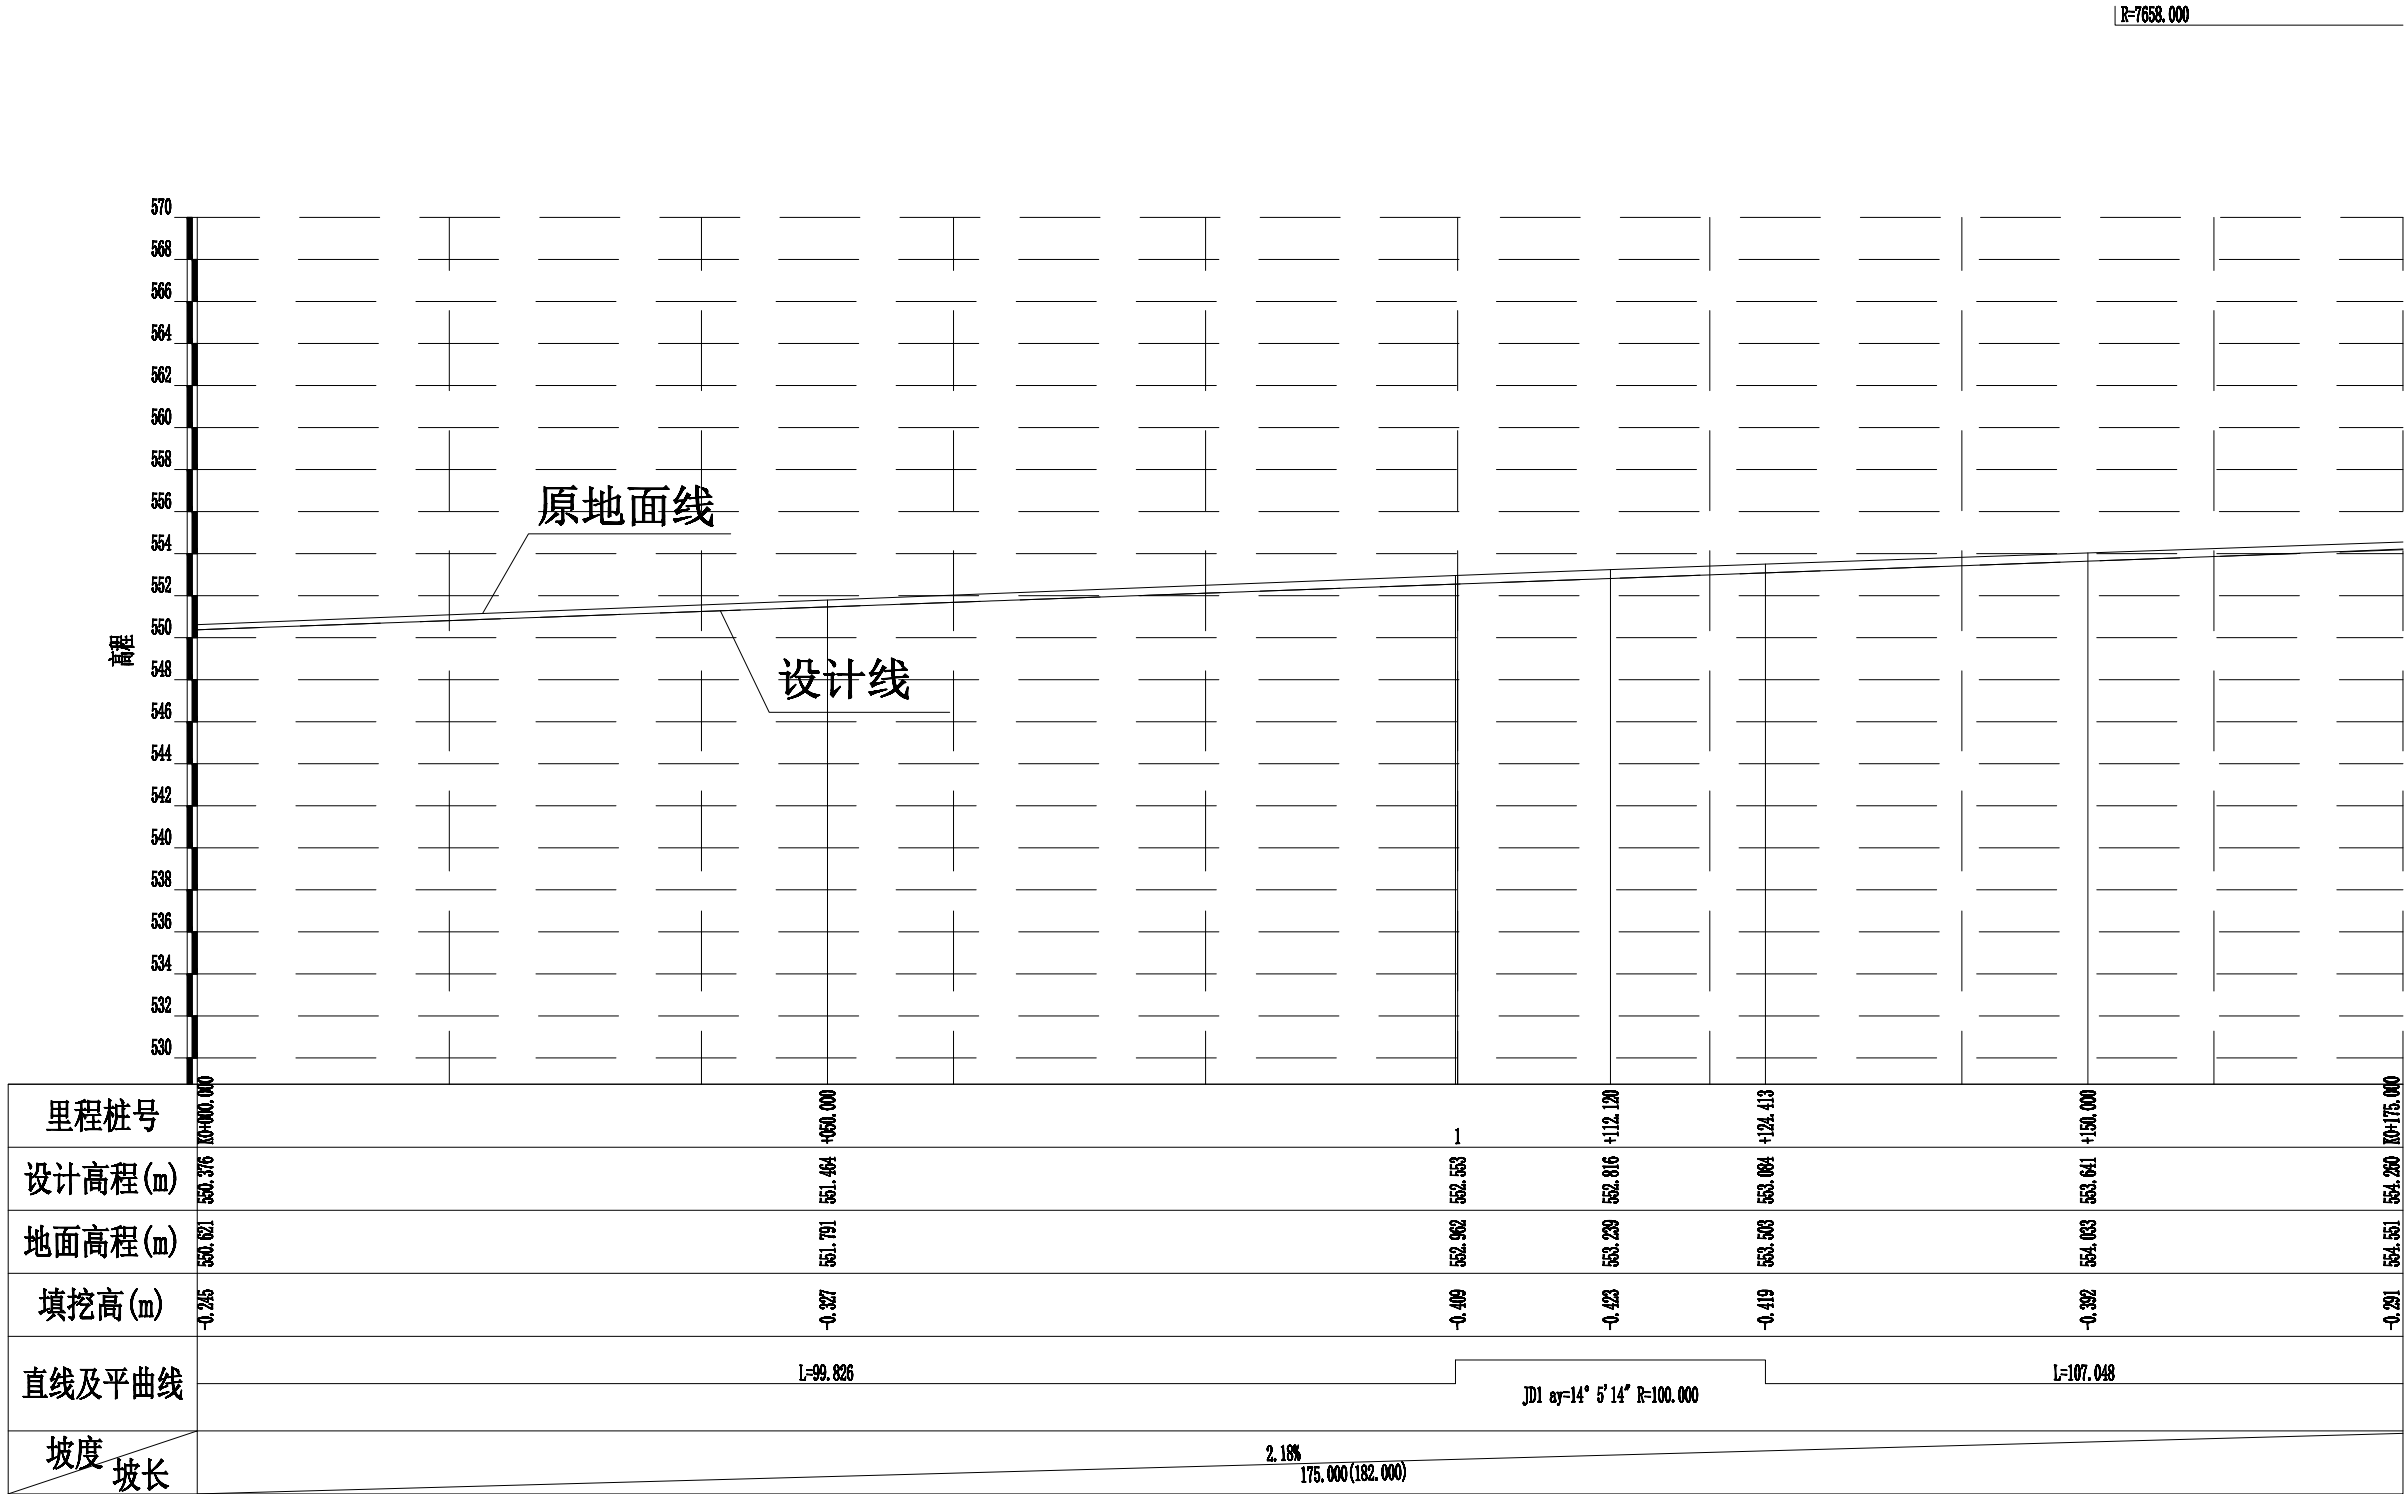 R=7658.000
570
568
566
564
562
560
558
556
554
552
550
548
546
544
542
540
538
536
534
532
530
高程
原地面线
设计线
里程桩号 K0+000.000 +050.000 1 +112.120 +124.413 +150.000 K0+175.000
设计高程(m) 550.376 551.464 552.553 552.816 553.084 553.641 554.260
地面高程(m) 550.621 551.791 552.962 553.239 553.503 554.033 554.551
填挖高(m) -0.245 -0.327 -0.409 -0.423 -0.419 -0.392 -0.291
直线及平曲线 L=99.826 JD1 ay=14° 5'14" R=100.000 L=107.048
坡度 2.18%
坡长 175.000(182.000)